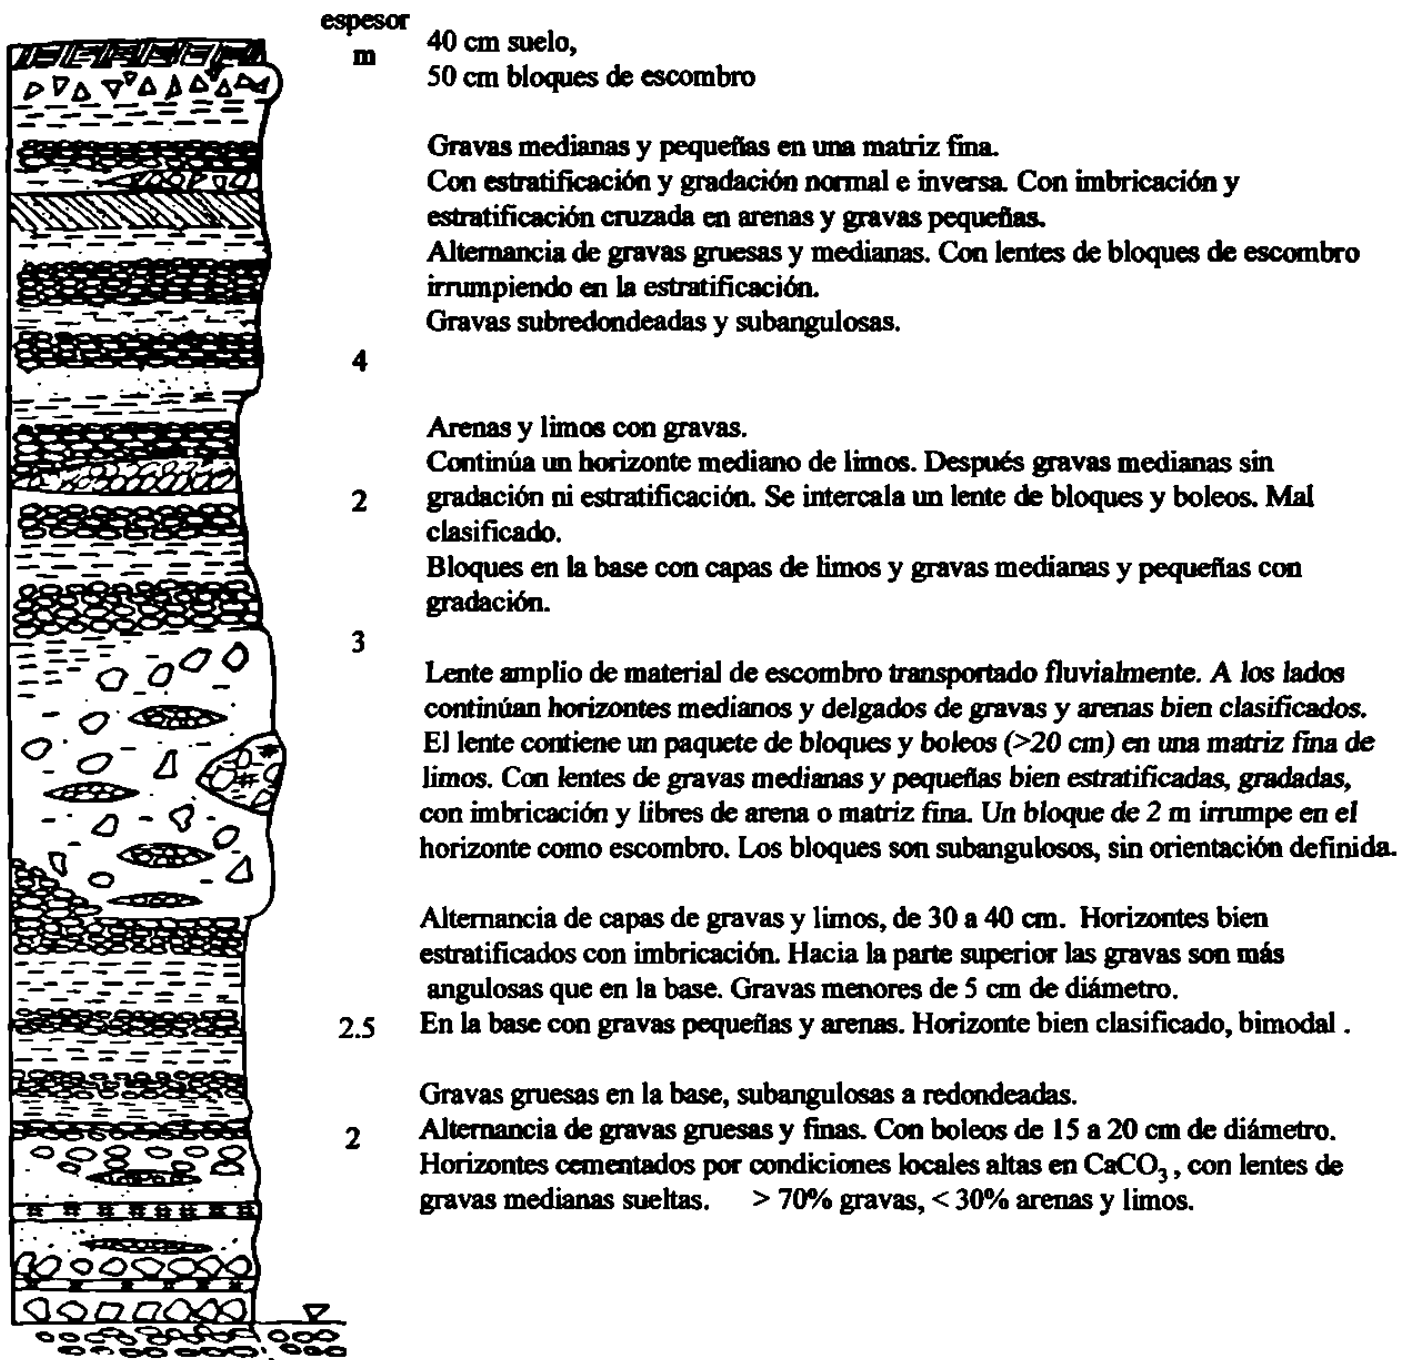 espesor
m
40 cm suelo,
50 cm bloques de escombro
Gravas medianas y pequeñas en una matriz fina.
Con estratificación y gradación normal e inversa. Con imbricación y
estratificación cruzada en arenas y gravas pequeñas.
Alternancia de gravas gruesas y medianas. Con lentes de bloques de escombro
irrumpiendo en la estratificación.
Gravas subredondeadas y subangulosas.
4
Arenas y limos con gravas.
Continúa un horizonte mediano de limos. Después gravas medianas sin
2 gradación ni estratificación. Se intercala un lente de bloques y boleos. Mal
clasificado.
Bloques en la base con capas de limos y gravas medianas y pequeñas con
gradación.
3
Lente amplio de material de escombro transportado fluvialmente. A los lados
continúan horizontes medianos y delgados de gravas y arenas bien clasificados.
El lente contiene un paquete de bloques y boleos (>20 cm) en una matriz fina de
limos. Con lentes de gravas medianas y pequeñas bien estratificadas, gradadas,
con imbricación y libres de arena o matriz fina. Un bloque de 2 m irrumpe en el
horizonte como escombro. Los bloques son subangulosos, sin orientación definida.
Alternancia de capas de gravas y limos, de 30 a 40 cm. Horizontes bien
estratificados con imbricación. Hacia la parte superior las gravas son más
angulosas que en la base. Gravas menores de 5 cm de diámetro.
2.5 En la base con gravas pequeñas y arenas. Horizonte bien clasificado, bimodal .
Gravas gruesas en la base, subangulosas a redondeadas.
2 Alternancia de gravas gruesas y finas. Con boleos de 15 a 20 cm de diámetro.
Horizontes cementados por condiciones locales altas en CaCO₃ , con lentes de
gravas medianas sueltas. > 70% gravas, < 30% arenas y limos.